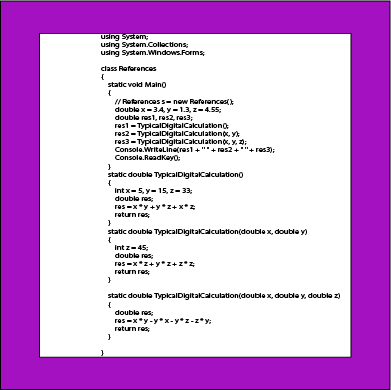 using System;
using System.Collections;
using System.Windows.Forms;
class References
{
static void Main()
{
// References s = new References();
double x = 3.4, y = 1.3, z = 4.55;
double res1, res2, res3;
res1 = TypicalDigitalCalculation();
res2 = TypicalDigitalCalculation(x, y);
res3 = TypicalDigitalCalculation(x, y, z);
Console.WriteLine(res1 + " " + res2 + " " + res3);
Console.ReadKey();
}
static double TypicalDigitalCalculation()
{
int x = 5, y = 15, z = 33;
double res;
res = x * y + y * z + x * z;
return res;
}
static double TypicalDigitalCalculation(double x, double y)
{
int z = 45;
double res;
res = x * z + y * z + z * z;
return res;
}
static double TypicalDigitalCalculation(double x, double y, double z)
{
double res;
res = x * y - y * x - y * z - z * y;
return res;
}
}